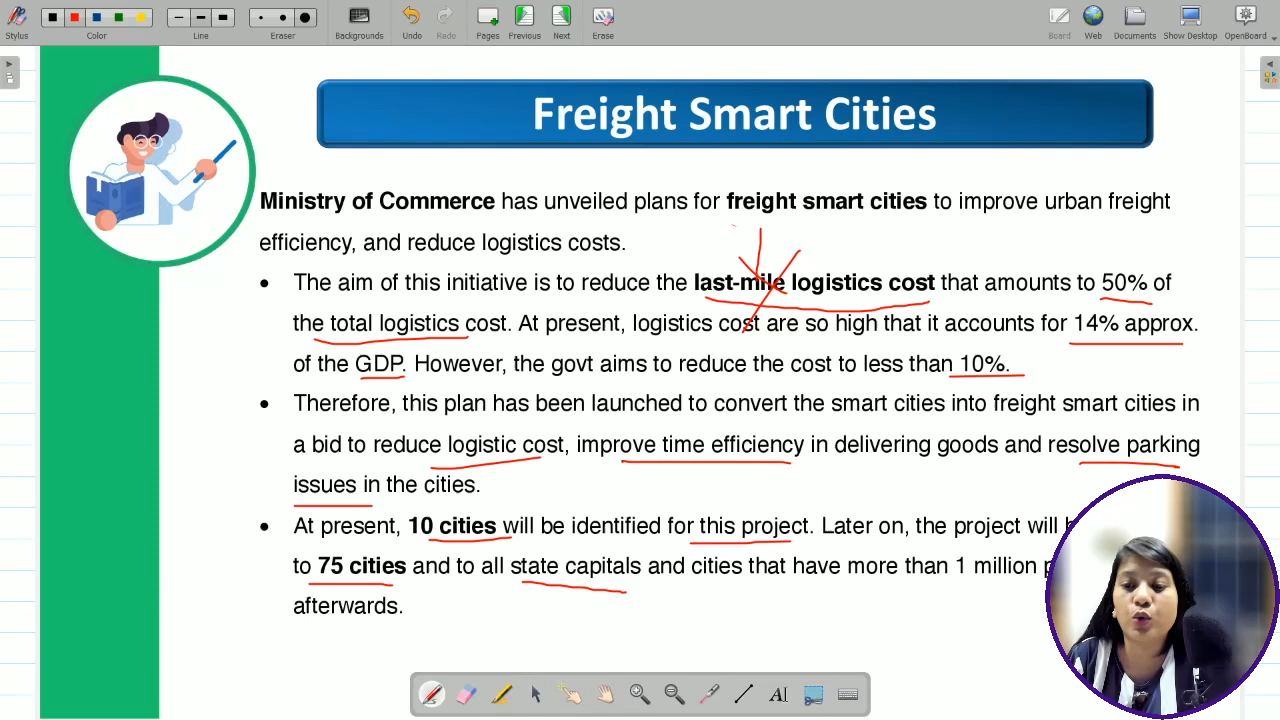 Stylus Color Line Eraser Backgrounds Undo Redo Pages Previous Next Erase Board Web Documents Show Desktop OpenBoard
Freight Smart Cities
Ministry of Commerce has unveiled plans for freight smart cities to improve urban freight
efficiency, and reduce logistics costs.
• The aim of this initiative is to reduce the last-mile logistics cost that amounts to 50% of
the total logistics cost. At present, logistics cost are so high that it accounts for 14% approx.
of the GDP. However, the govt aims to reduce the cost to less than 10%.
• Therefore, this plan has been launched to convert the smart cities into freight smart cities in
a bid to reduce logistic cost, improve time efficiency in delivering goods and resolve parking
issues in the cities.
• At present, 10 cities will be identified for this project. Later on, the project will
to 75 cities and to all state capitals and cities that have more than 1 million
afterwards.